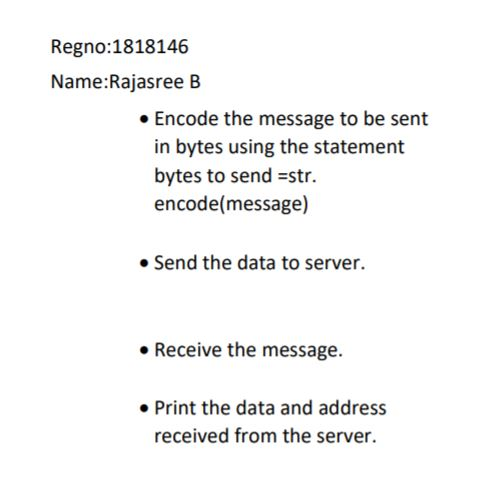 Regno:1818146
Name:Rajasree B
• Encode the message to be sent
in bytes using the statement
bytes to send =str.
encode(message)
• Send the data to server.
• Receive the message.
• Print the data and address
received from the server.